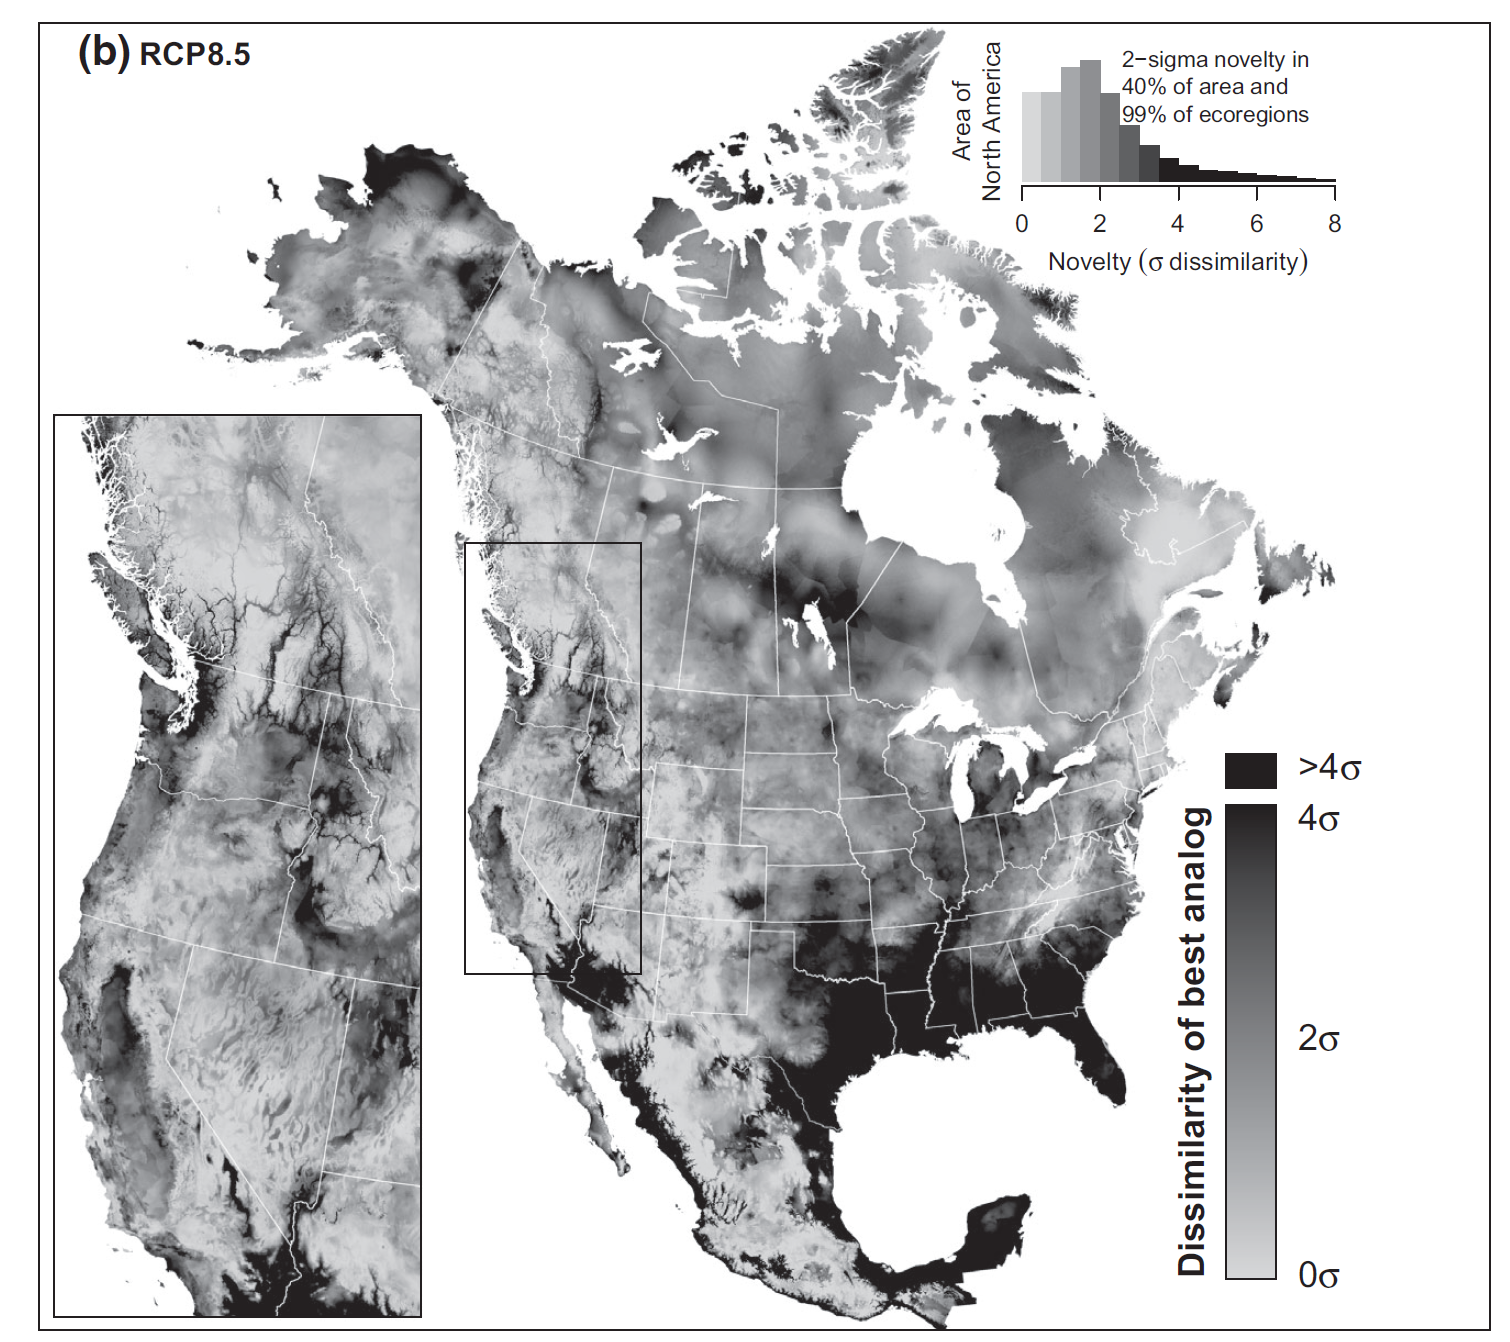 (b) RCP8.5
Area of
North America
2−sigma novelty in
40% of area and
99% of ecoregions
0 2 4 6 8
Novelty (σ dissimilarity)
Dissimilarity of best analog
>4σ
4σ
2σ
0σ